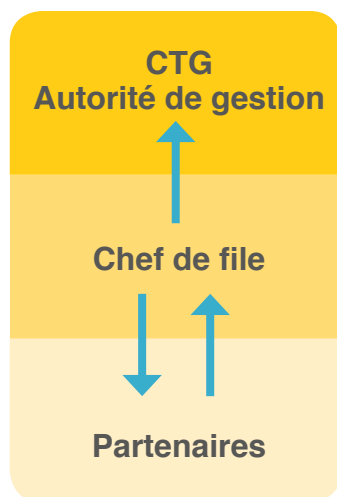 CTG
Autorité de gestion
Chef de file
Partenaires